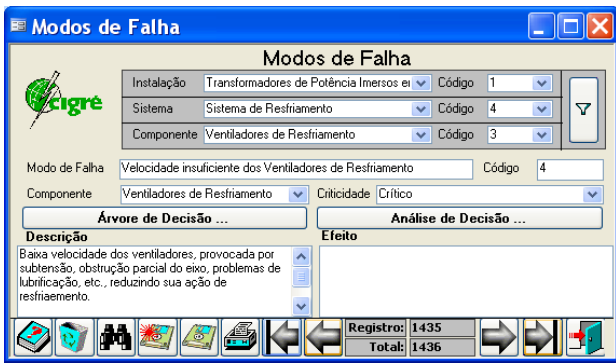 Modos de Falha
Modos de Falha
cigré
Instalação Transformadores de Potência Imersos er Código 1
Sistema Sistema de Resfriamento Código 4
Componente Ventiladores de Resfriamento Código 3
Modo de Falha Velocidade insuficiente dos Ventiladores de Resfriamento Código 4
Componente Ventiladores de Resfriamento Criticidade Crítico
Árvore de Decisão ... Análise de Decisão ...
Descrição Efeito
Baixa velocidade dos ventiladores, provocada por
subtensão, obstrução parcial do eixo, problemas de
lubrificação, etc., reduzindo sua ação de
resfriaemento.
Registro: 1435
Total: 1436